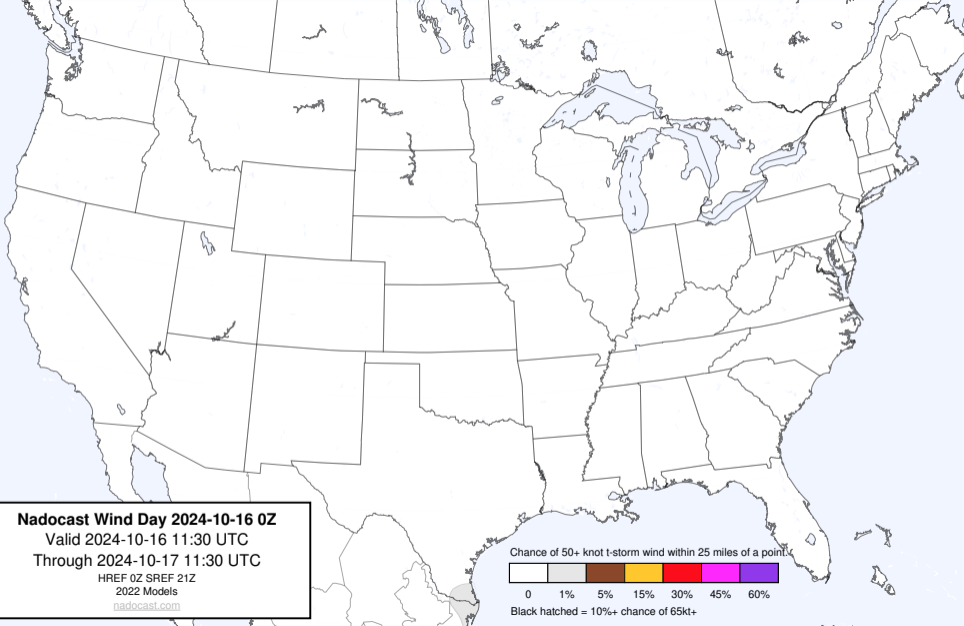 Nadocast Wind Day 2024-10-16 0Z
Valid 2024-10-16 11:30 UTC
Through 2024-10-17 11:30 UTC
HREF 0Z SREF 21Z
2022 Models
nadocast.com
Chance of 50+ knot t-storm wind within 25 miles of a point.
0 1% 5% 15% 30% 45% 60%
Black hatched = 10%+ chance of 65kt+